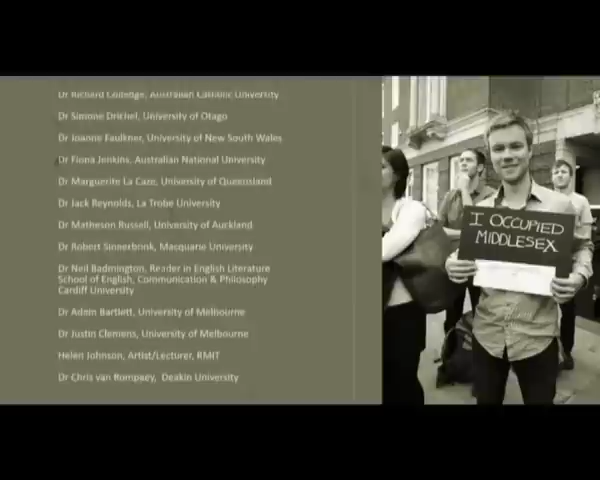 Dr Richard Colledge, Australian Catholic University
Dr Simone Drichel, University of Otago
Dr Joanne Faulkner, University of New South Wales
Dr Fiona Jenkins, Australian National University
Dr Marguerite La Caze, University of Queensland
Dr Jack Reynolds, La Trobe University
Dr Matheson Russell, University of Auckland
Dr Robert Sinnerbrink, Macquarie University
Dr Neil Badmington, Reader in English Literature
School of English, Communication & Philosophy
Cardiff University
Dr Adam Bartlett, University of Melbourne
Dr Justin Clemens, University of Melbourne
Helen Johnson, Artist/Lecturer, RMIT
Dr Chris van Rompaey, Deakin University
I OCCUPIED
MIDDLESEX